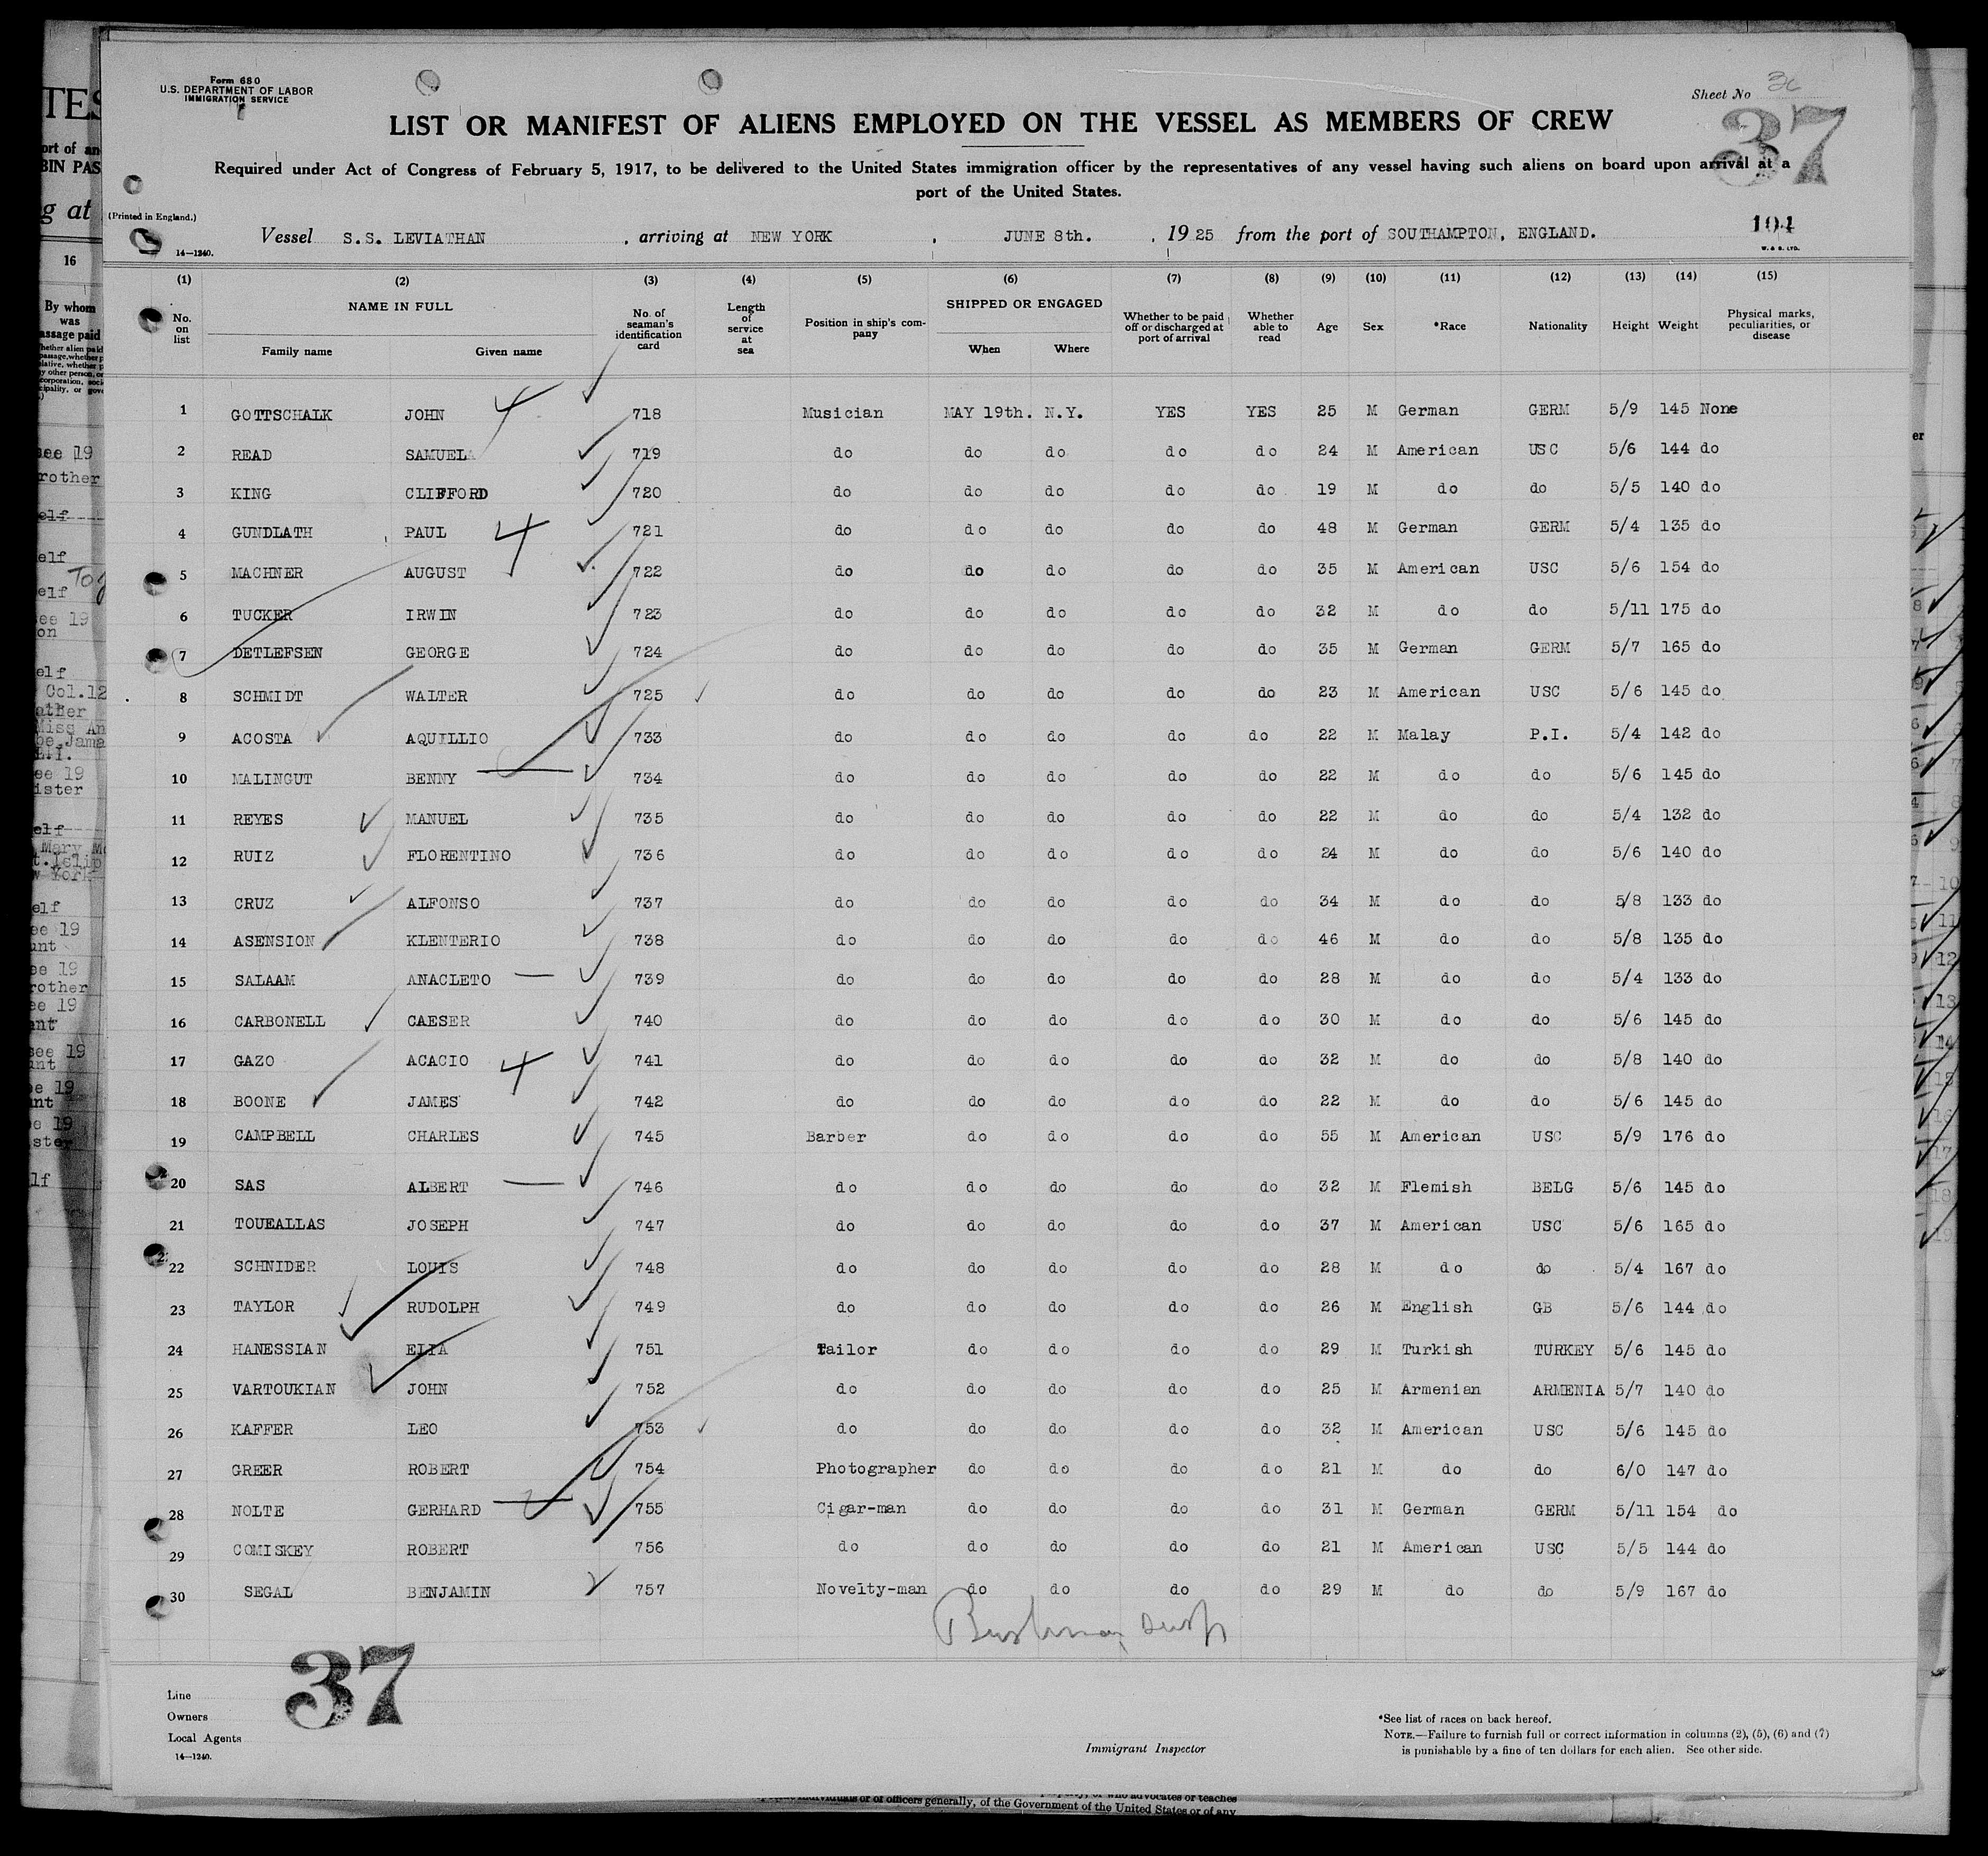 Form 680
U.S. DEPARTMENT OF LABOR
IMMIGRATION SERVICE
Sheet No 36
37
LIST OR MANIFEST OF ALIENS EMPLOYED ON THE VESSEL AS MEMBERS OF CREW
Required under Act of Congress of February 5, 1917, to be delivered to the United States immigration officer by the representatives of any vessel having such aliens on board upon arrival at a
port of the United States.
(Printed in England.)
Vessel S.S. LEVIATHAN , arriving at NEW YORK , JUNE 8th. , 1925 from the port of SOUTHAMPTON, ENGLAND.
104
14—1240.
W. & S. LTD.
(1) (2) (3) (4) (5) (6) (7) (8) (9) (10) (11) (12) (13) (14) (15)
No. on list NAME IN FULL Family name Given name No. of seaman's identification card Length of service at sea Position in ship's company SHIPPED OR ENGAGED When Where Whether to be paid off or discharged at port of arrival Whether able to read Age Sex *Race Nationality Height Weight Physical marks, peculiarities, or disease
1 GOTTSCHALK JOHN 4 718 Musician MAY 19th. N.Y. YES YES 25 M German GERM 5/9 145 None
2 READ SAMUEL 719 do do do do do 24 M American USC 5/6 144 do
3 KING CLIFFORD 720 do do do do do 19 M do do 5/5 140 do
4 GUNDLATH PAUL 4 721 do do do do do 48 M German GERM 5/4 135 do
5 MACHNER AUGUST 722 do do do do do 35 M American USC 5/6 154 do
6 TUCKER IRWIN 723 do do do do do 32 M do do 5/11 175 do
7 DETLEFSEN GEORGE 724 do do do do do 35 M German GERM 5/7 165 do
8 SCHMIDT WALTER 725 do do do do do 23 M American USC 5/6 145 do
9 ACOSTA AQUILLIO 733 do do do do do 22 M Malay P.I. 5/4 142 do
10 MALINGUT BENNY 734 do do do do do 22 M do do 5/6 145 do
11 REYES MANUEL 735 do do do do do 22 M do do 5/4 132 do
12 RUIZ FLORENTINO 736 do do do do do 24 M do do 5/6 140 do
13 CRUZ ALFONSO 737 do do do do do 34 M do do 5/8 133 do
14 ASENSION KLENTERIO 738 do do do do do 46 M do do 5/8 135 do
15 SALAAM ANACLETO 739 do do do do do 28 M do do 5/4 133 do
16 CARBONELL CAESER 740 do do do do do 30 M do do 5/6 145 do
17 GAZO ACACIO 4 741 do do do do do 32 M do do 5/8 140 do
18 BOONE JAMES 742 do do do do do 22 M do do 5/6 145 do
19 CAMPBELL CHARLES 745 Barber do do do do 55 M American USC 5/9 176 do
20 SAS ALBERT 746 do do do do do 32 M Flemish BELG 5/6 145 do
21 TOUEALLAS JOSEPH 747 do do do do do 37 M American USC 5/6 165 do
22 SCHNIDER LOUIS 748 do do do do do 28 M do do 5/4 167 do
23 TAYLOR RUDOLPH 749 do do do do do 26 M English GB 5/6 144 do
24 HANESSIAN ELIA 751 Tailor do do do do 29 M Turkish TURKEY 5/6 145 do
25 VARTOUKIAN JOHN 752 do do do do do 25 M Armenian ARMENIA 5/7 140 do
26 KAFFER LEO 753 do do do do do 32 M American USC 5/6 145 do
27 GREER ROBERT 754 Photographer do do do do 21 M do do 6/0 147 do
28 NOLTE GERHARD 755 Cigar-man do do do do 31 M German GERM 5/11 154 do
29 COMISKEY ROBERT 756 do do do do do 21 M American USC 5/5 144 do
30 SEGAL BENJAMIN 757 Novelty-man do do do do 29 M do do 5/9 167 do
37
Line
Owners
Local Agents
14—1240.
Immigrant Inspector
*See list of races on back hereof.
NOTE.—Failure to furnish full or correct information in columns (2), (5), (6) and (7)
is punishable by a fine of ten dollars for each alien. See other side.
of officers generally, of the Government of the United States or of any